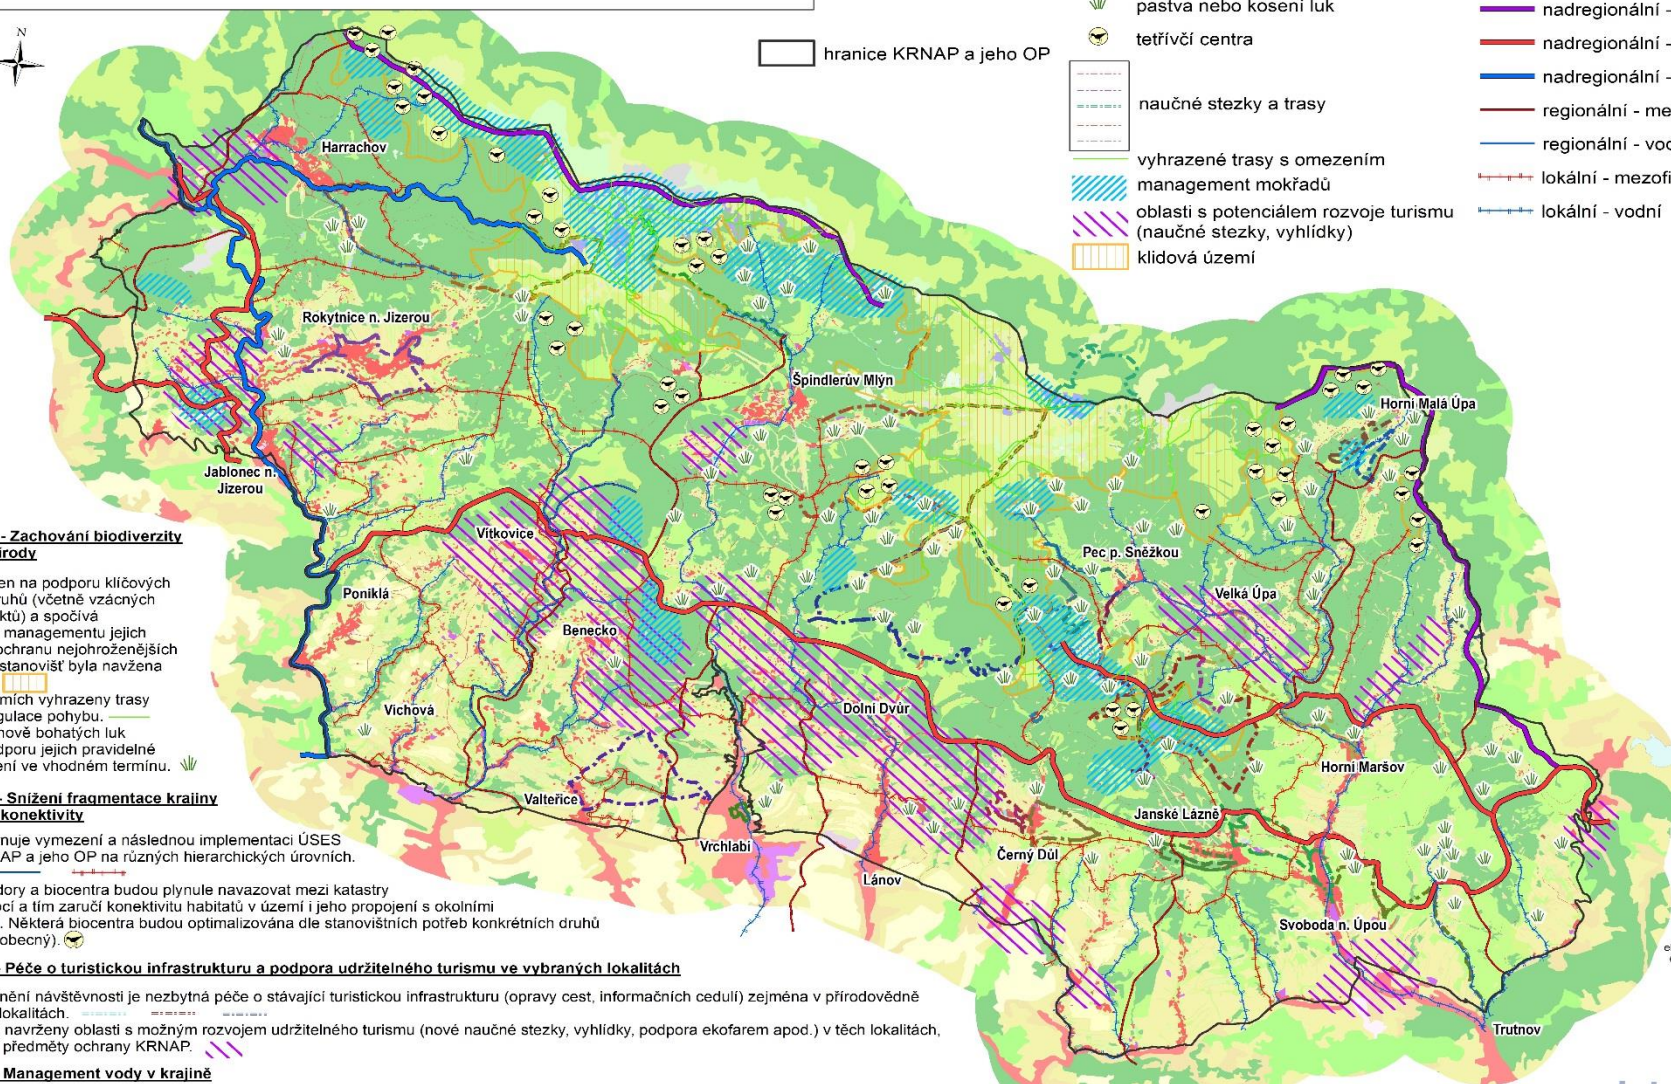 pastva nebo kosení luk
tetřívčí centra
hranice KRNAP a jeho OP
naučné stezky a trasy
vyhrazené trasy s omezením
management mokřadů
oblasti s potenciálem rozvoje turismu
(naučné stezky, vyhlídky)
klidová území
nadregionální -
nadregionální -
nadregionální -
regionální - me
regionální - vod
lokální - mezofi
lokální - vodní
N
Harrachov
Rokytnice n. Jizerou
Špindlerův Mlýn
Horní Malá Úpa
Jablonec n.
Jizerou
Vítkovice
Pec p. Sněžkou
Poniklá
Velká Úpa
Benecko
Víchová
Dolní Dvůr
Horní Maršov
Valteřice
Janské Lázně
Vrchlabí
Černý Důl
Lánov
Svoboda n. Úpou
Trutnov
- Zachování biodiverzity
írody
en na podporu klíčových
ruhů (včetně vzácných
ktů) a spočívá
managementu jejich
ochranu nejohroženějších
stanovišť byla navžena
mích vyhrazeny trasy
gulace pohybu.
hově bohatých luk
dporu jejich pravidelné
ení ve vhodném termínu.
- Snížení fragmentace krajiny
konektivity
rnuje vymezení a následnou implementaci ÚSES
AP a jeho OP na různých hierarchických úrovních.
dory a biocentra budou plynule navazovat mezi katastry
ocí a tím zaručí konektivitu habitatů v území i jeho propojení s okolními
. Některá biocentra budou optimalizována dle stanovištních potřeb konkrétních druhů
obecný).
Péče o turistickou infrastrukturu a podpora udržitelného turismu ve vybraných lokalitách
nění návštěvnosti je nezbytná péče o stávající turistickou infrastrukturu (opravy cest, informačních cedulí) zejména v přírodovědně
lokalitách.
navrženy oblasti s možným rozvojem udržitelného turismu (nové naučné stezky, vyhlídky, podpora ekofarem apod.) v těch lokalitách,
předměty ochrany KRNAP.
Management vody v krajině